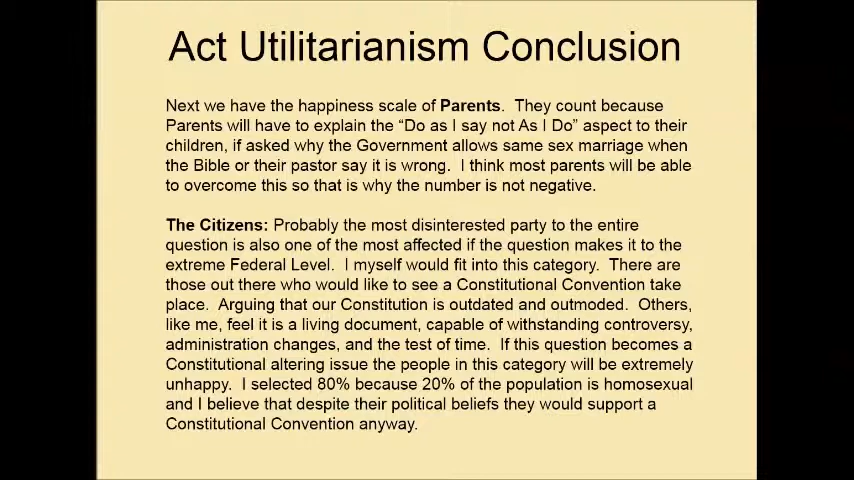 Act Utilitarianism Conclusion
Next we have the happiness scale of Parents.  They count because
Parents will have to explain the “Do as I say not As I Do” aspect to their
children, if asked why the Government allows same sex marriage when
the Bible or their pastor say it is wrong.  I think most parents will be able
to overcome this so that is why the number is not negative.
The Citizens: Probably the most disinterested party to the entire
question is also one of the most affected if the question makes it to the
extreme Federal Level.  I myself would fit into this category.  There are
those out there who would like to see a Constitutional Convention take
place.  Arguing that our Constitution is outdated and outmoded.  Others,
like me, feel it is a living document, capable of withstanding controversy,
administration changes, and the test of time.  If this question becomes a
Constitutional altering issue the people in this category will be extremely
unhappy.  I selected 80% because 20% of the population is homosexual
and I believe that despite their political beliefs they would support a
Constitutional Convention anyway.